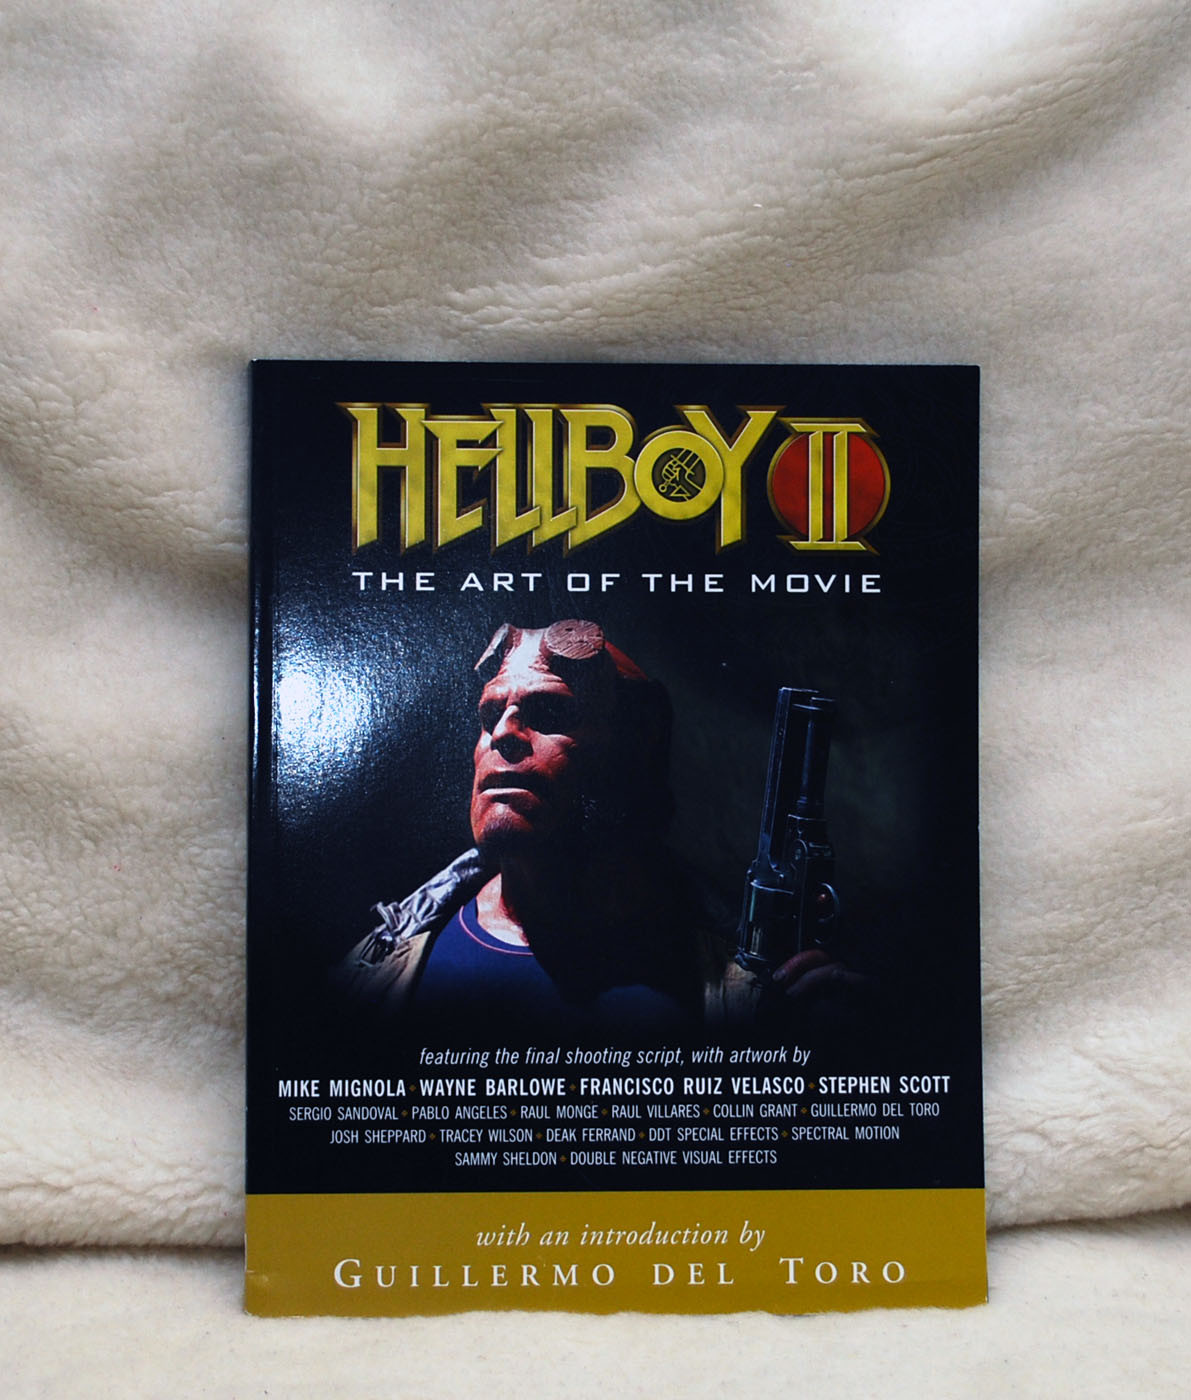 HELLBOY II
THE ART OF THE MOVIE
featuring the final shooting script, with artwork by
MIKE MIGNOLA ◆ WAYNE BARLOWE ◆ FRANCISCO RUIZ VELASCO ◆ STEPHEN SCOTT
SERGIO SANDOVAL ◆ PABLO ANGELES ◆ RAUL MONGE ◆ RAUL VILLARES ◆ COLLIN GRANT ◆ GUILLERMO DEL TORO
JOSH SHEPPARD ◆ TRACEY WILSON ◆ DEAK FERRAND ◆ DDT SPECIAL EFFECTS ◆ SPECTRAL MOTION
SAMMY SHELDON ◆ DOUBLE NEGATIVE VISUAL EFFECTS
with an introduction by
GUILLERMO DEL TORO